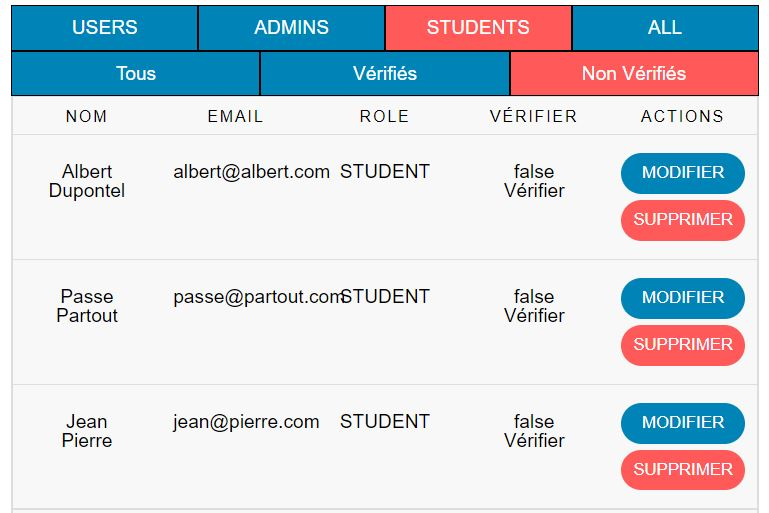 USERS ADMINS STUDENTS ALL
Tous Vérifiés Non Vérifiés
NOM EMAIL ROLE VÉRIFIER ACTIONS
Albert albert@albert.com STUDENT false MODIFIER
Dupontel Vérifier
SUPPRIMER
Passe passe@partout.com STUDENT false MODIFIER
Partout Vérifier
SUPPRIMER
Jean jean@pierre.com STUDENT false MODIFIER
Pierre Vérifier
SUPPRIMER